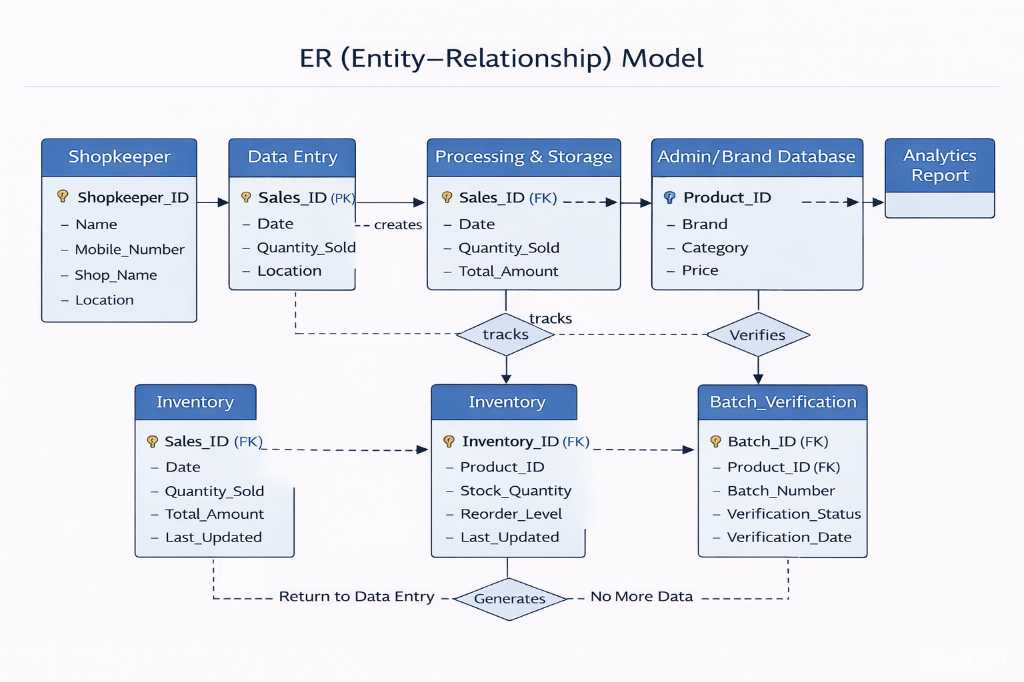 ER (Entity–Relationship) Model
Shopkeeper
Shopkeeper_ID
– Name
– Mobile_Number
– Shop_Name
– Location
Data Entry
Sales_ID (PK)
– Date
– Quantity_Sold
– Location
creates
Processing & Storage
Sales_ID (FK)
– Date
– Quantity_Sold
– Total_Amount
Admin/Brand Database
Product_ID
– Brand
– Category
– Price
Analytics
Report
tracks
tracks
Verifies
Inventory
Sales_ID (FK)
– Date
– Quantity_Sold
– Total_Amount
– Last_Updated
Inventory
Inventory_ID (FK)
– Product_ID
– Stock_Quantity
– Reorder_Level
– Last_Updated
Batch_Verification
Batch_ID (FK)
– Product_ID (FK)
– Batch_Number
– Verification_Status
– Verification_Date
Return to Data Entry
Generates
No More Data